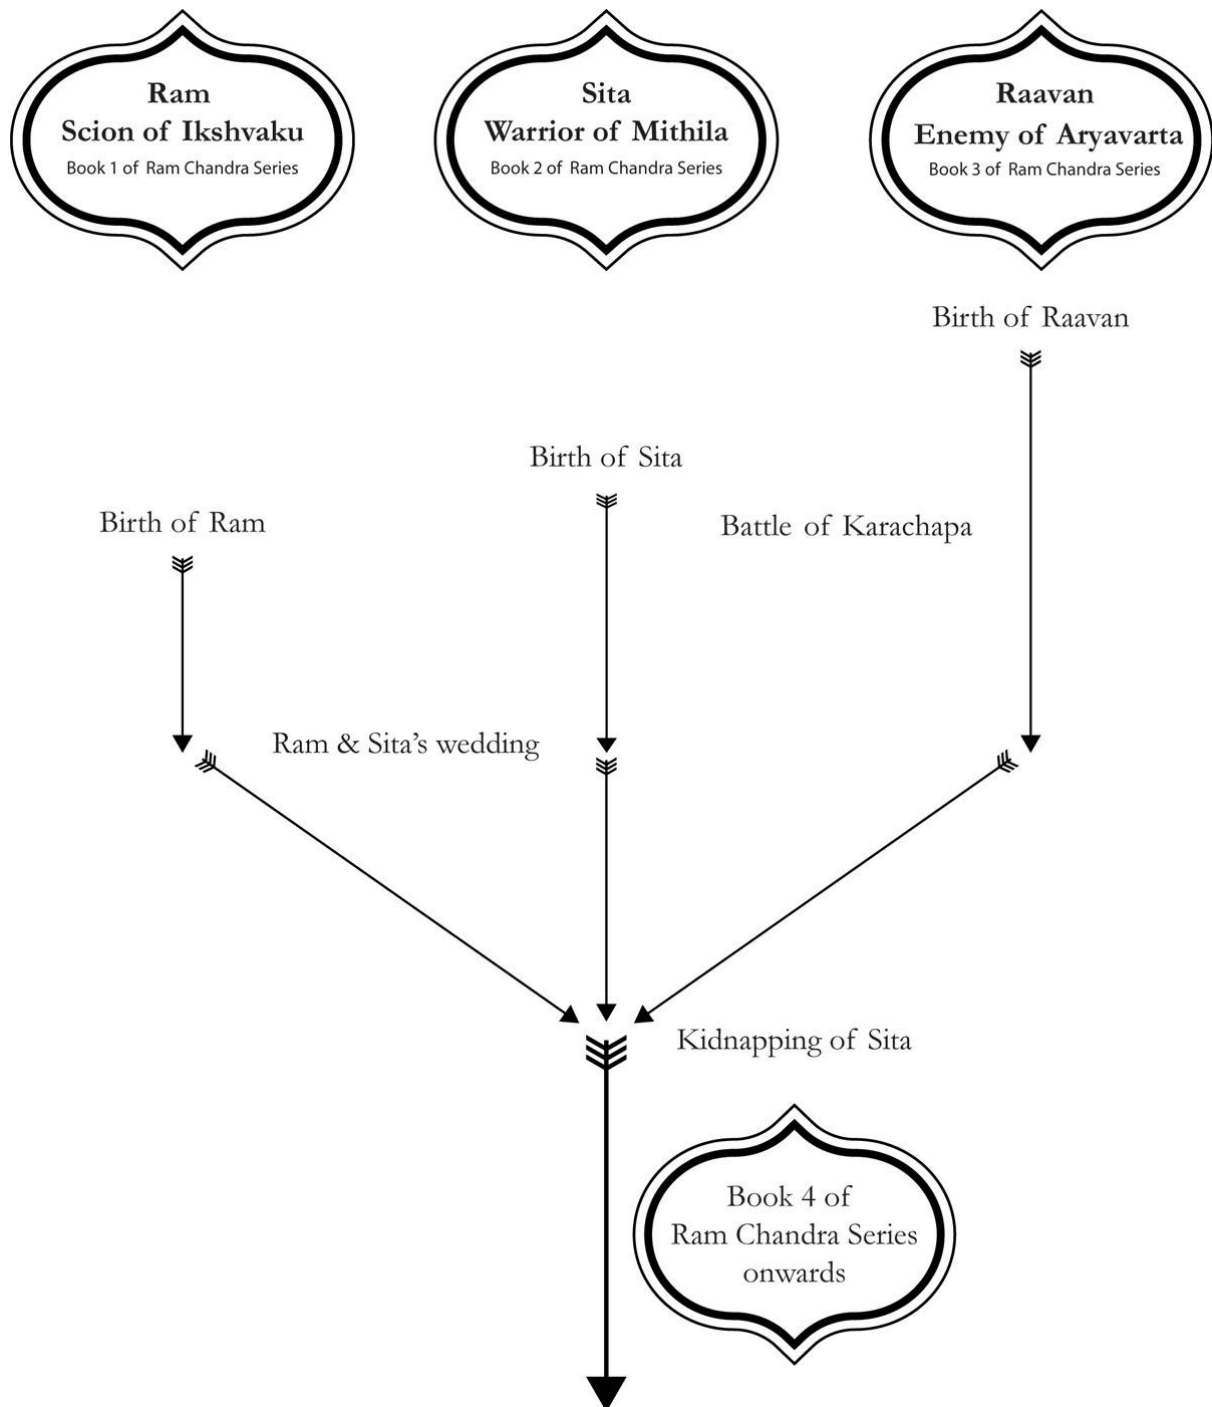 Ram
Scion of Ikshvaku
Book 1 of Ram Chandra Series
Sita
Warrior of Mithila
Book 2 of Ram Chandra Series
Raavan
Enemy of Aryavarta
Book 3 of Ram Chandra Series
Birth of Raavan
Birth of Sita
Birth of Ram
Battle of Karachapa
Ram & Sita’s wedding
Kidnapping of Sita
Book 4 of
Ram Chandra Series
onwards